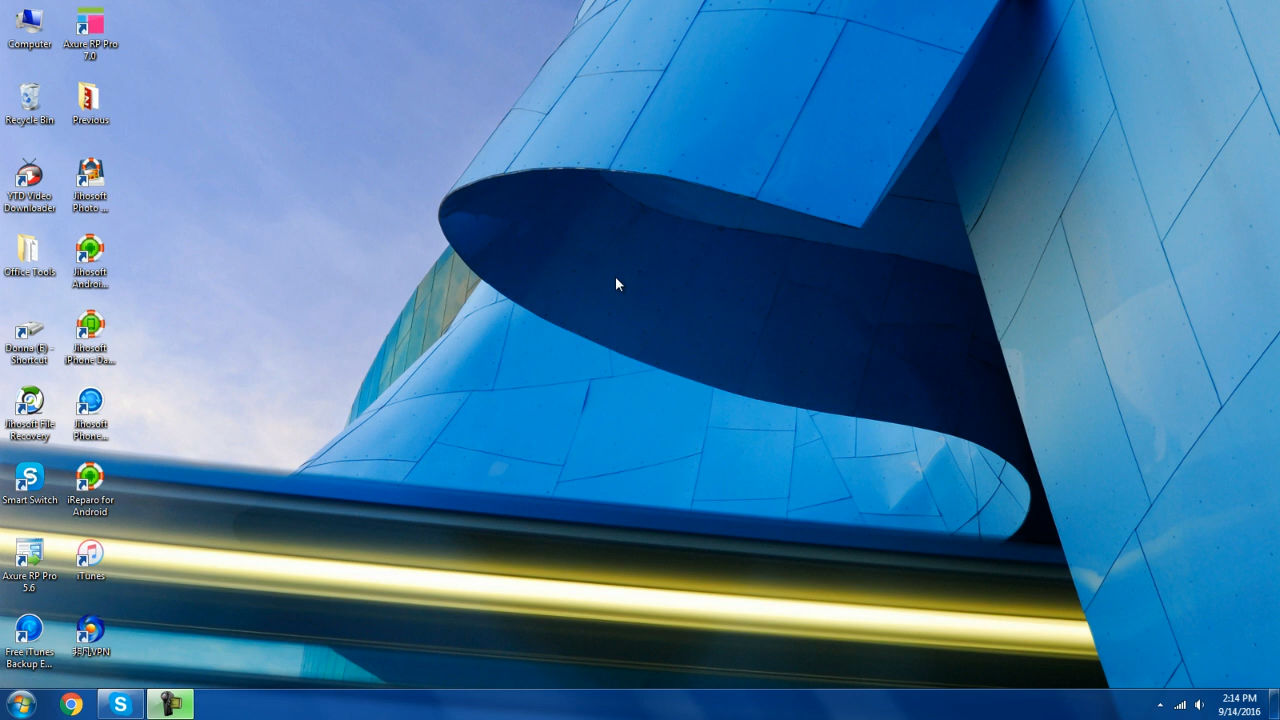 Computer
Axure RP Pro
7.0
Recycle Bin
Previous
YTD Video
Downloader
Jihosoft
Photo ...
Office Tools
Jihosoft
Androi...
Donna (E) -
Shortcut
Jihosoft
iPhone Da...
Jihosoft File
Recovery
Jihosoft
Phone...
Smart Switch
iReparo for
Android
Axure RP Pro
5.6
iTunes
Free iTunes
Backup E...
VPN
2:14 PM
9/14/2016